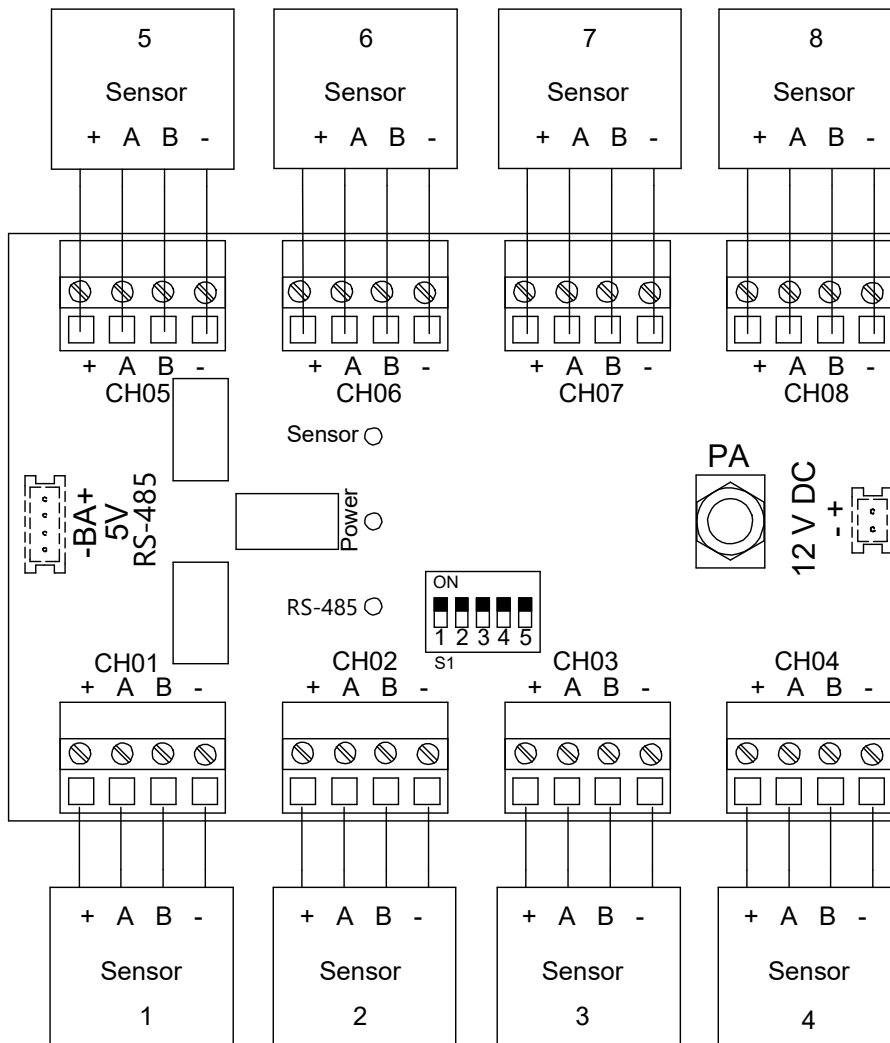 5 6 7 8
Sensor Sensor Sensor Sensor
+ A B - + A B - + A B - + A B -
+ A B - + A B - + A B - + A B -
CH05 CH06 CH07 CH08
Sensor
-BA+
5V
RS-485
Power
PA
12 V DC
- +
ON
RS-485
1 2 3 4 5
S1
CH01 CH02 CH03 CH04
+ A B - + A B - + A B - + A B -
+ A B - + A B - + A B - + A B -
Sensor Sensor Sensor Sensor
1 2 3 4